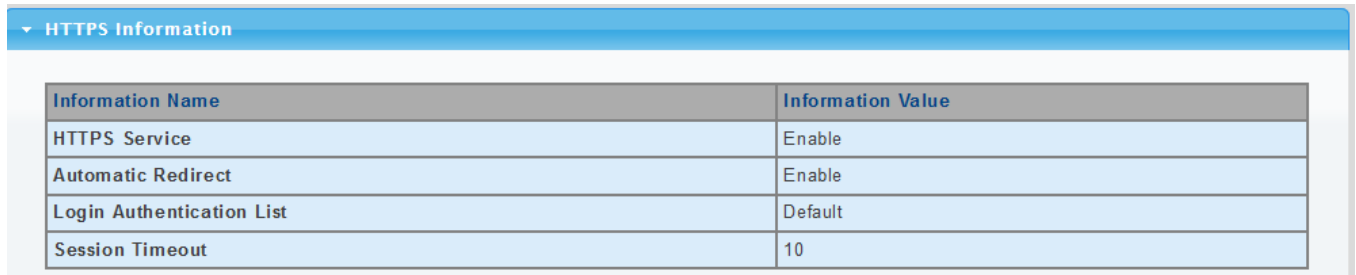 HTTPS Information
Information Name Information Value
HTTPS Service Enable
Automatic Redirect Enable
Login Authentication List Default
Session Timeout 10